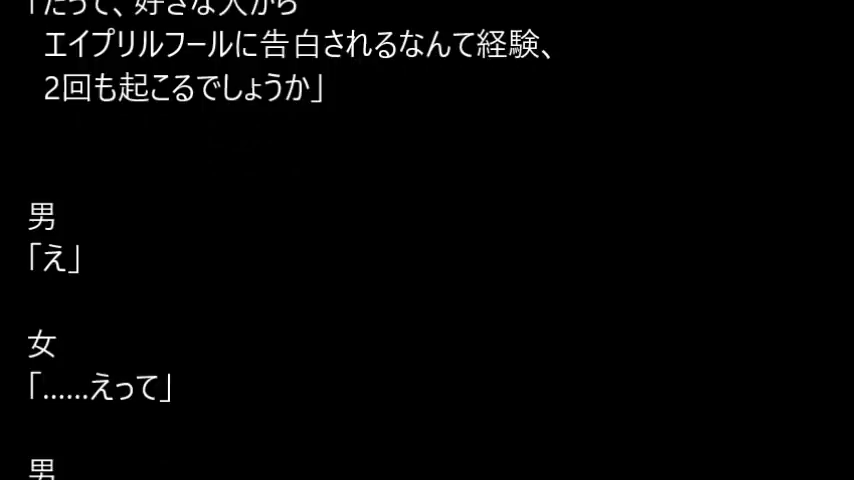 「だって、好きな人から
エイプリルフールに告白されるなんて経験、
2回も起こるでしょうか」
男
「え」
女
「……えって」
男